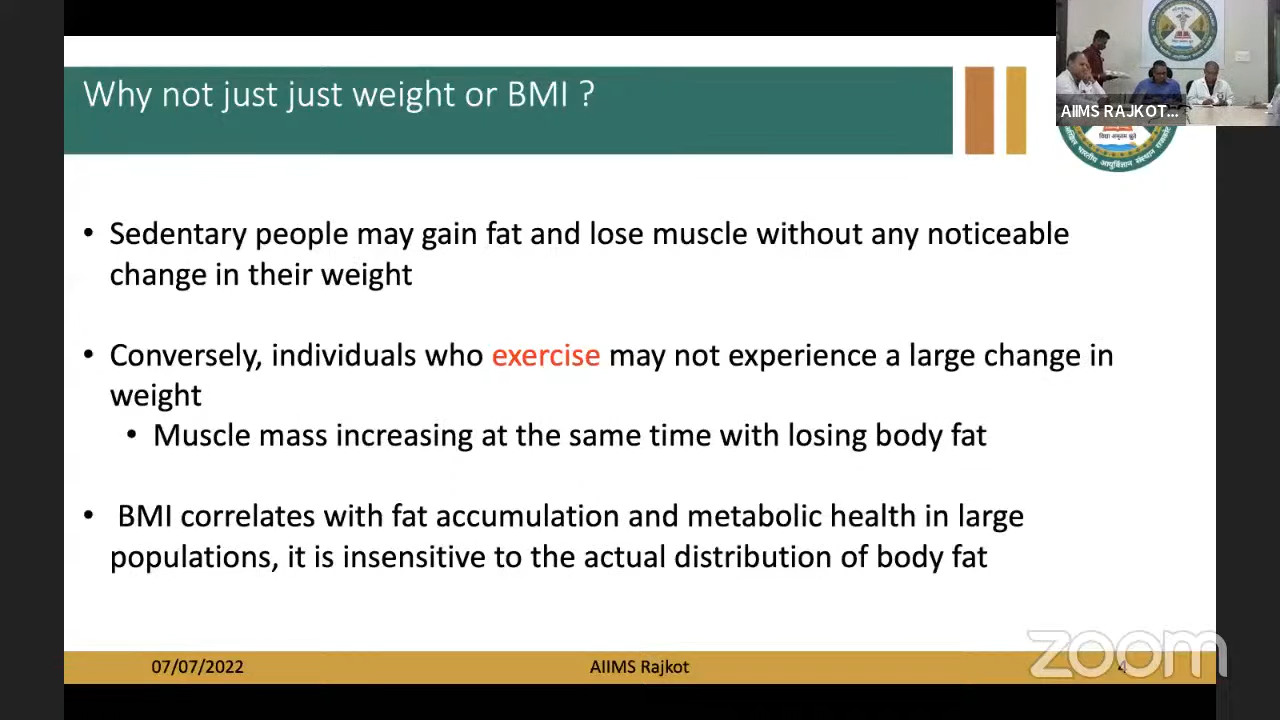 Why not just just weight or BMI ?
AIIMS RAJKOT...
• Sedentary people may gain fat and lose muscle without any noticeable
change in their weight
• Conversely, individuals who exercise may not experience a large change in
weight
• Muscle mass increasing at the same time with losing body fat
• BMI correlates with fat accumulation and metabolic health in large
populations, it is insensitive to the actual distribution of body fat
07/07/2022
AIIMS Rajkot
4
zoom